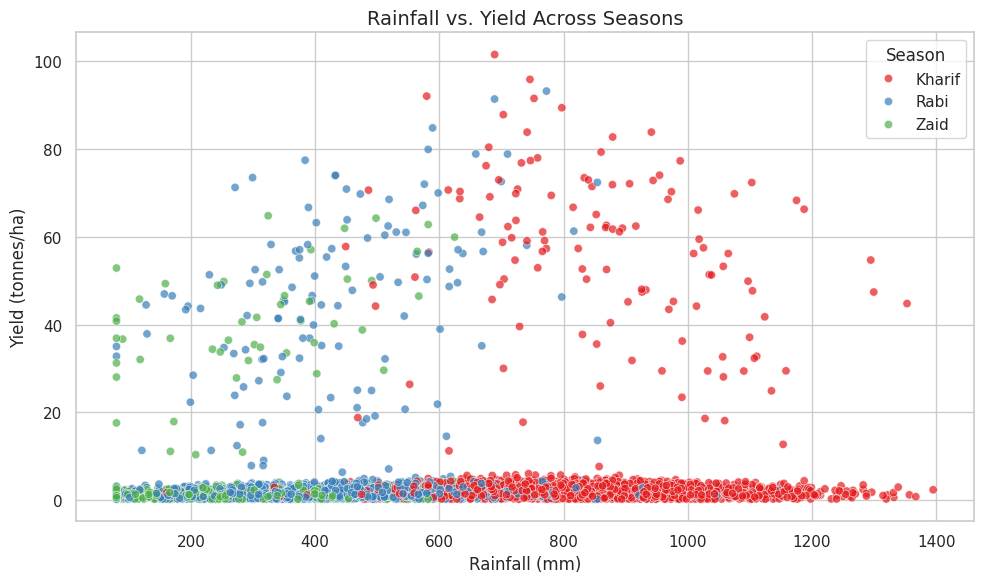 Rainfall vs. Yield Across Seasons
Season
Kharif
Rabi
Zaid
Yield (tonnes/ha)
100
80
60
40
20
0
200 400 600 800 1000 1200 1400
Rainfall (mm)